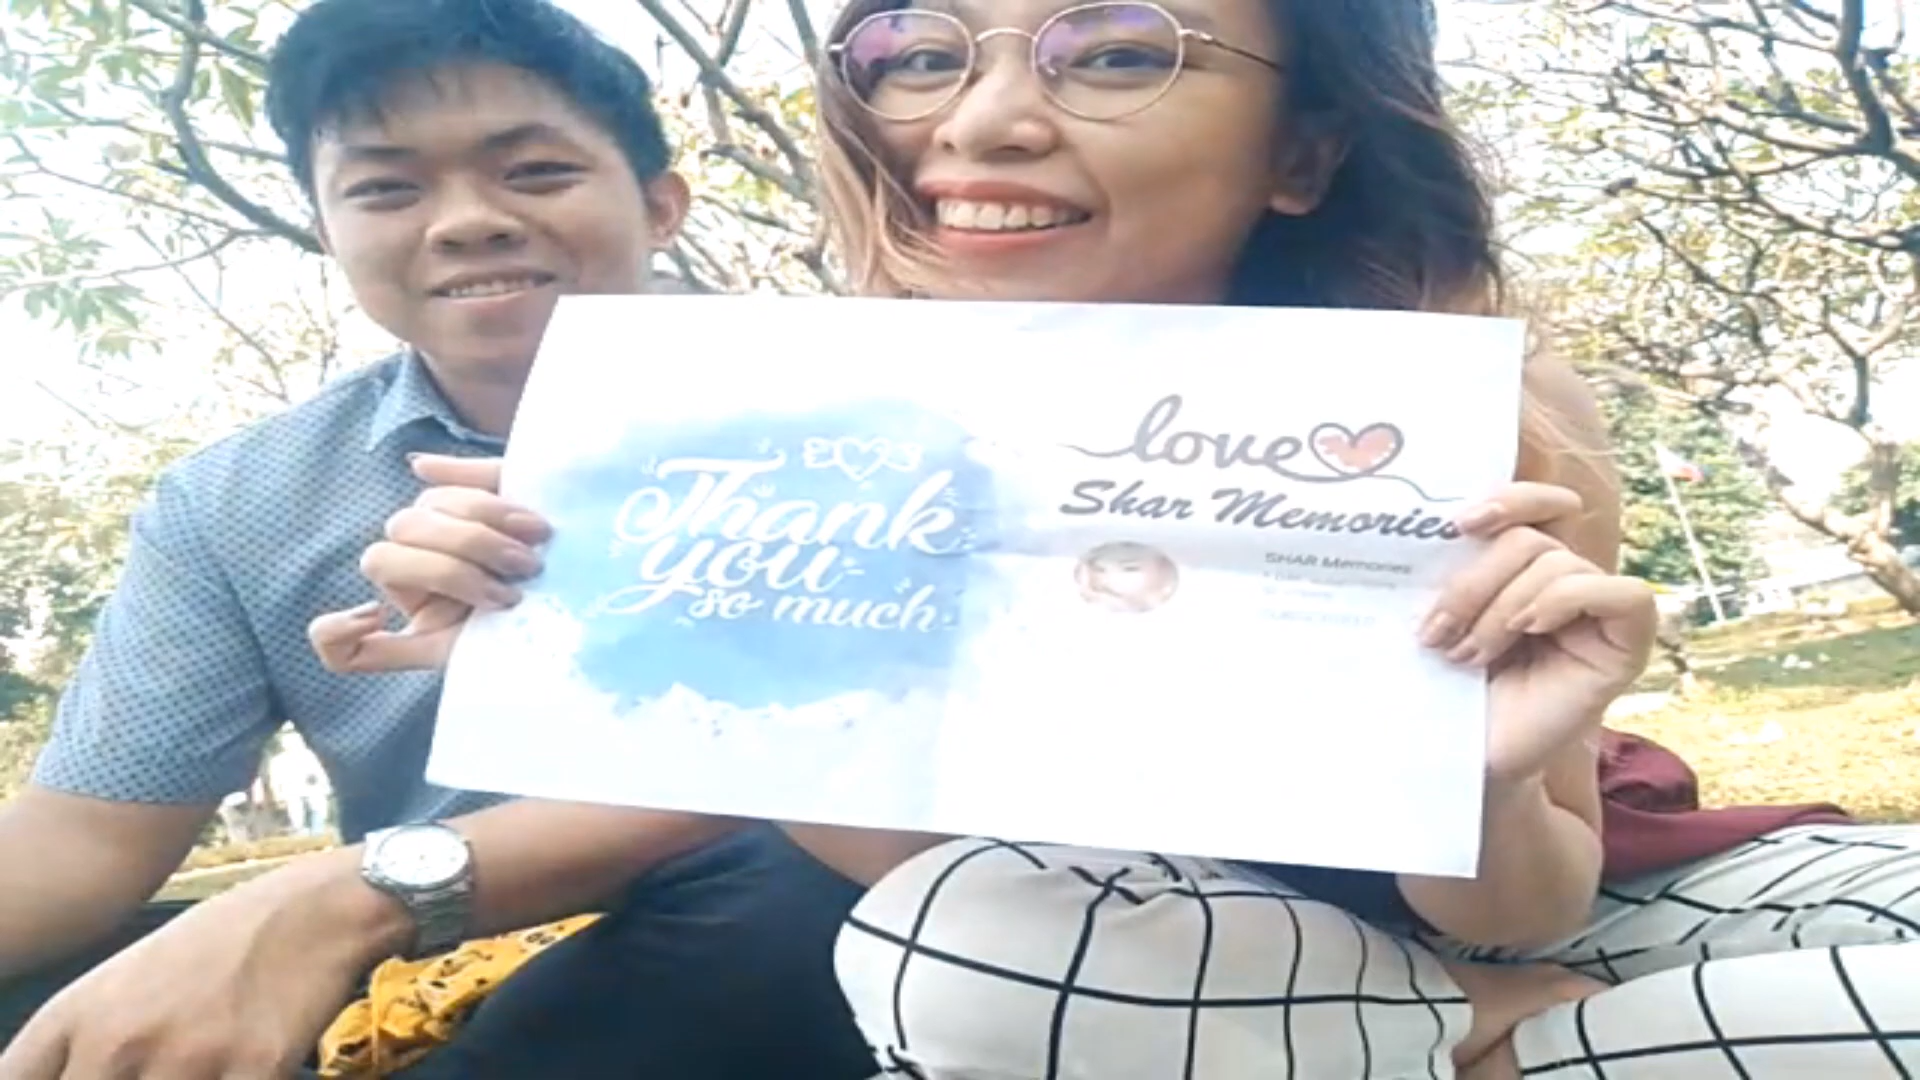 Thank
you
so much
love
Shar Memories
SHAR Memories